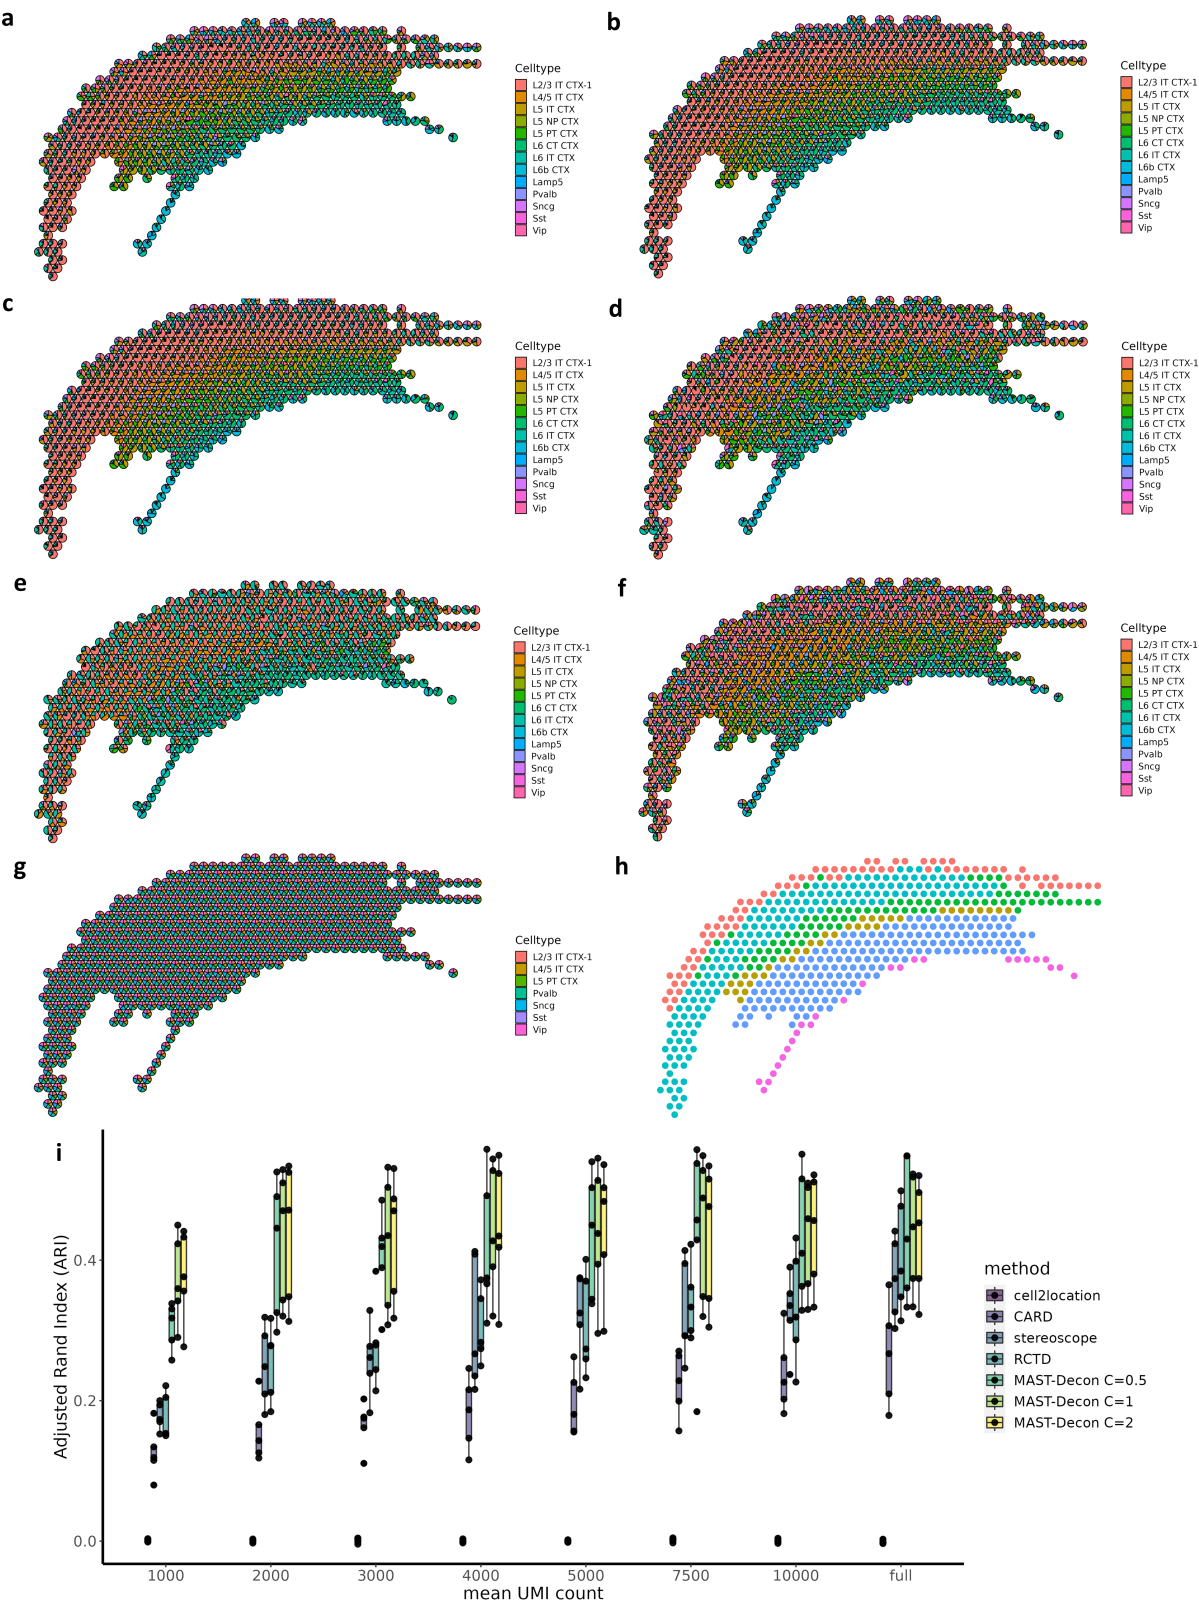 a
Celltype
L2/3 IT CTX-1
L4/5 IT CTX
L5 IT CTX
L5 NP CTX
L5 PT CTX
L6 CT CTX
L6 IT CTX
L6b CTX
Lamp5
Pvalb
Sncg
Sst
Vip
b
Celltype
L2/3 IT CTX-1
L4/5 IT CTX
L5 IT CTX
L5 NP CTX
L5 PT CTX
L6 CT CTX
L6 IT CTX
L6b CTX
Lamp5
Pvalb
Sncg
Sst
Vip
c
Celltype
L2/3 IT CTX-1
L4/5 IT CTX
L5 IT CTX
L5 NP CTX
L5 PT CTX
L6 CT CTX
L6 IT CTX
L6b CTX
Lamp5
Pvalb
Sncg
Sst
Vip
d
Celltype
L2/3 IT CTX-1
L4/5 IT CTX
L5 IT CTX
L5 NP CTX
L5 PT CTX
L6 CT CTX
L6 IT CTX
L6b CTX
Lamp5
Pvalb
Sncg
Sst
Vip
e
Celltype
L2/3 IT CTX-1
L4/5 IT CTX
L5 IT CTX
L5 NP CTX
L5 PT CTX
L6 CT CTX
L6 IT CTX
L6b CTX
Lamp5
Pvalb
Sncg
Sst
Vip
f
Celltype
L2/3 IT CTX-1
L4/5 IT CTX
L5 IT CTX
L5 NP CTX
L5 PT CTX
L6 CT CTX
L6 IT CTX
L6b CTX
Lamp5
Pvalb
Sncg
Sst
Vip
g
Celltype
L2/3 IT CTX-1
L4/5 IT CTX
L5 PT CTX
Pvalb
Sncg
Sst
Vip
h
i
Adjusted Rand Index (ARI)
0.4
0.2
0.0
1000 2000 3000 4000 5000 7500 10000 full
mean UMI count
method
cell2location
CARD
stereoscope
RCTD
MAST-Decon C=0.5
MAST-Decon C=1
MAST-Decon C=2